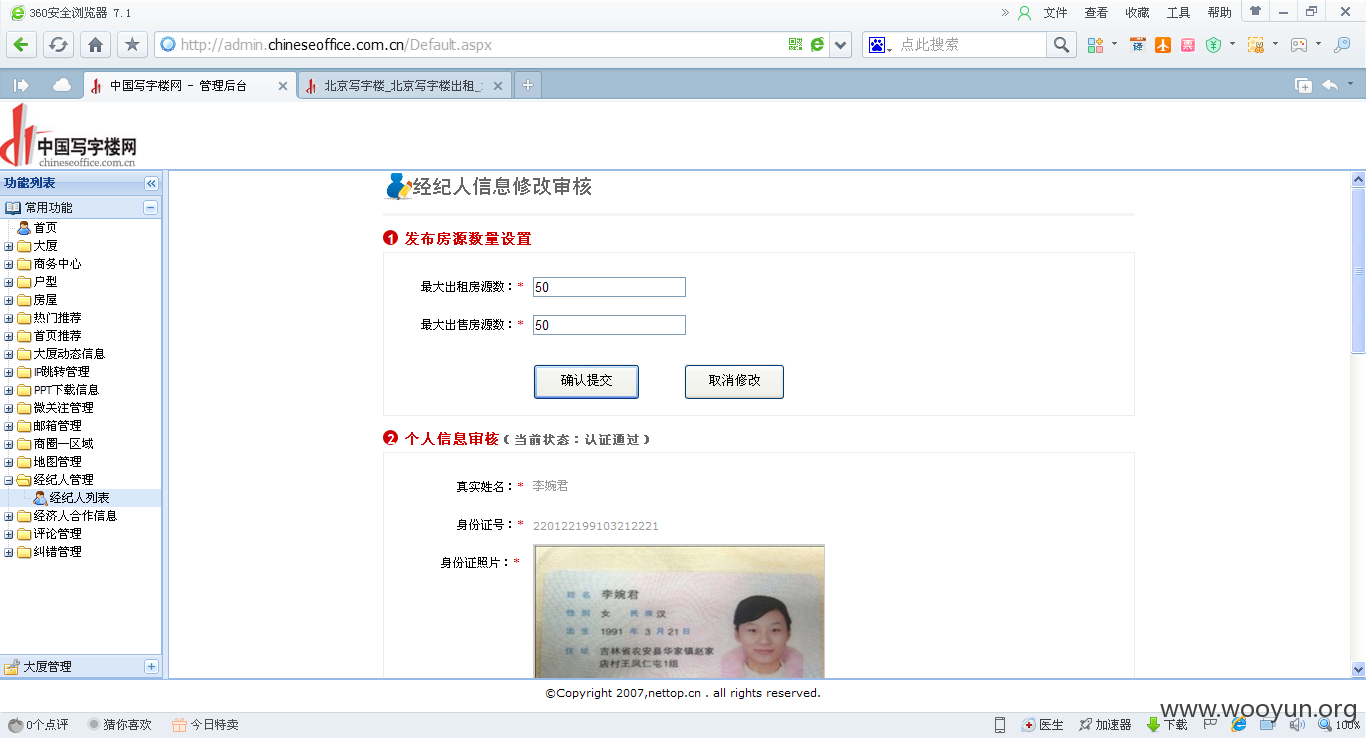 360安全浏览器 7.1
文件 查看 收藏 工具 帮助
http://admin.chineseoffice.com.cn/Default.aspx
点此搜索
中国写字楼网 - 管理后台
北京写字楼_北京写字楼出租_
中国写字楼网
chineseoffice.com.cn
功能列表
常用功能
首页
大厦
商务中心
户型
房屋
热门推荐
首页推荐
大厦动态信息
IP跳转管理
PPT下载信息
微关注管理
邮箱管理
商圈—区域
地图管理
经纪人管理
经纪人列表
经济人合作信息
评论管理
纠错管理
大厦管理
经纪人信息修改审核
1 发布房源数量设置
最大出租房源数：* 50
最大出售房源数：* 50
确认提交 取消修改
2 个人信息审核（当前状态：认证通过）
真实姓名：* 李婉君
身份证号：* 220122199103212221
身份证照片：*
姓名 李婉君
性别 女 民族 汉
出生 1991 年 3 月 21 日
住址 吉林省农安县华家镇赵家
店村王凤仁屯1组
©Copyright 2007,nettop.cn . all rights reserved.
www.wooyun.org
0个点评 猜你喜欢 今日特卖
医生 加速器 下载 100%